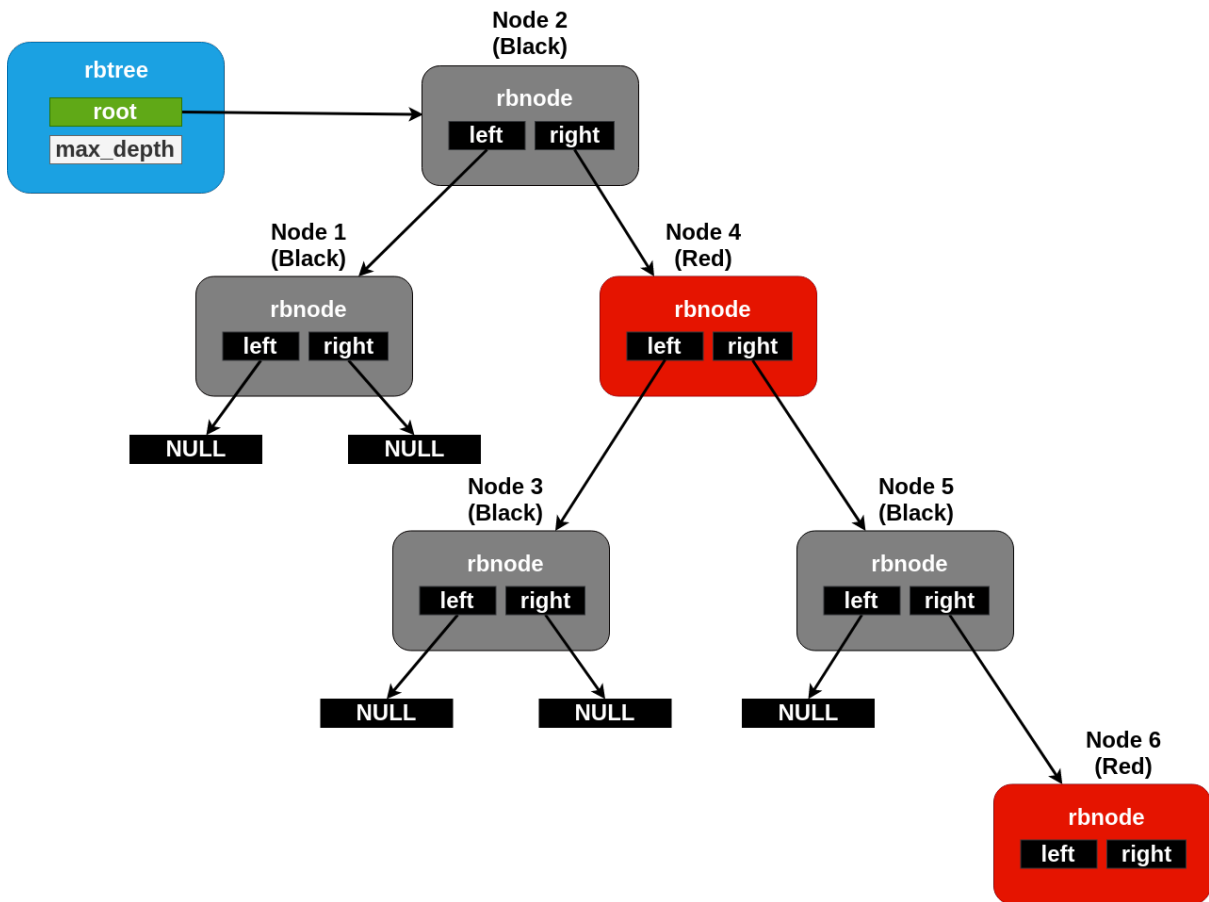 Node 2
(Black)
rbtree
root
max_depth
rbnode
left right
Node 1
(Black)
rbnode
left right
NULL NULL
Node 4
(Red)
rbnode
left right
Node 3
(Black)
rbnode
left right
NULL NULL
Node 5
(Black)
rbnode
left right
NULL
Node 6
(Red)
rbnode
left right